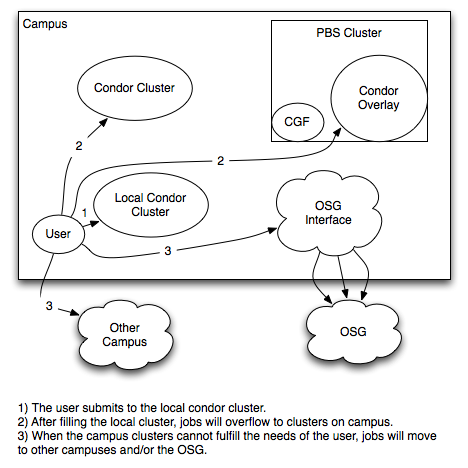 Campus
PBS Cluster
Condor Cluster
Condor
Overlay
CGF
2
2
Local Condor
Cluster
1
OSG
Interface
User
3
3
Other
Campus
OSG
1) The user submits to the local condor cluster.
2) After filling the local cluster, jobs will overflow to clusters on campus.
3) When the campus clusters cannot fulfill the needs of the user, jobs will move
to other campuses and/or the OSG.